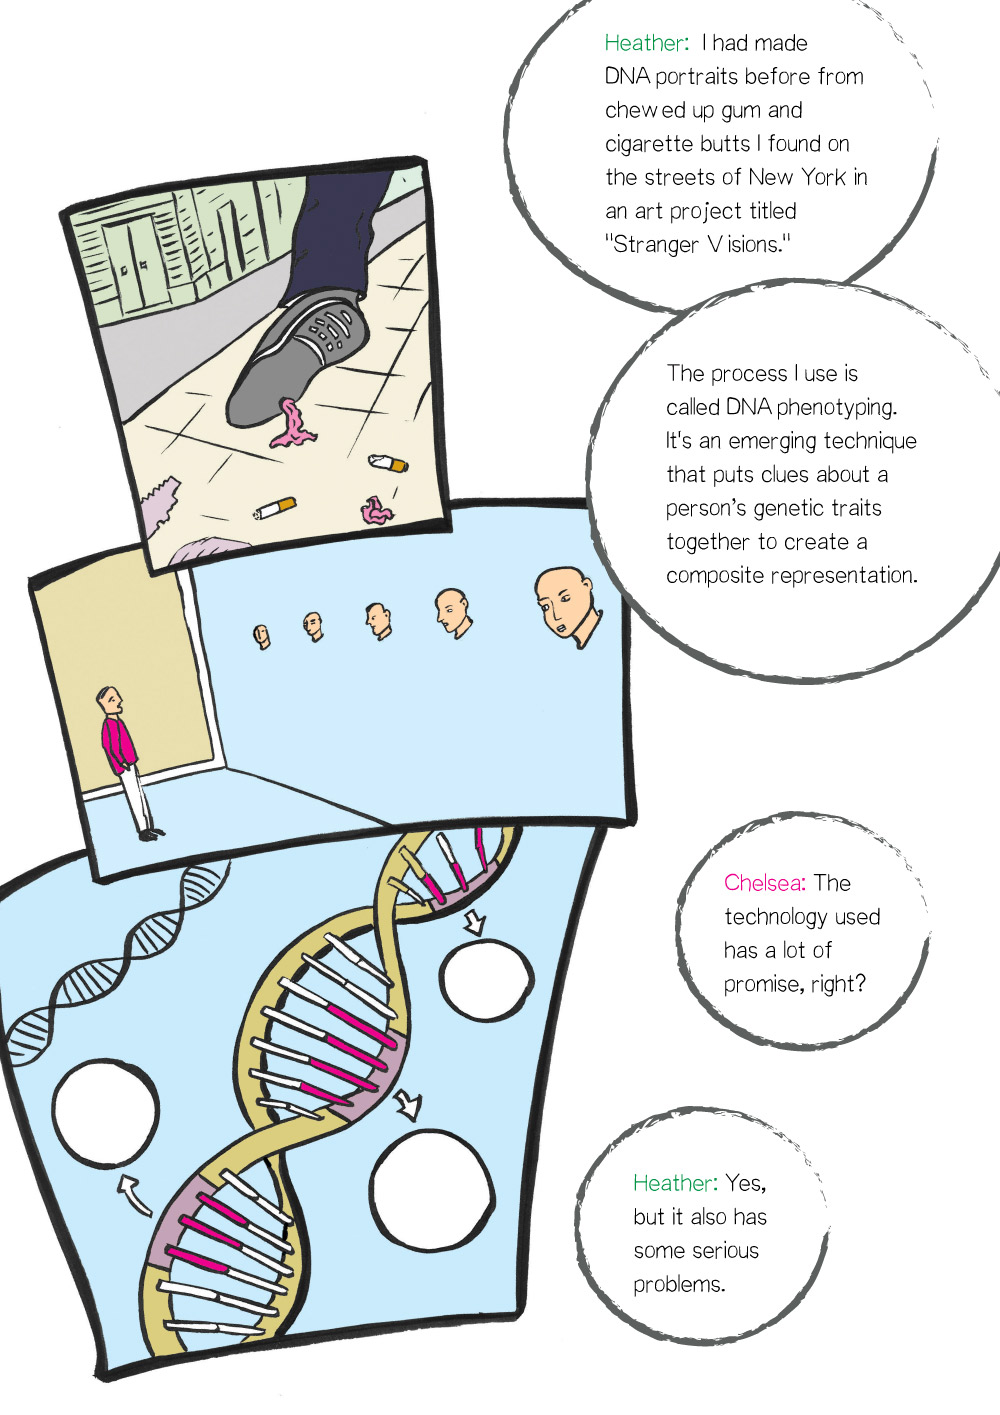 Heather: I had made
DNA portraits before from
chewed up gum and
cigarette butts I found on
the streets of New York in
an art project titled
"Stranger Visions."
The process I use is
called DNA phenotyping.
It's an emerging technique
that puts clues about a
person’s genetic traits
together to create a
composite representation.
Chelsea: The
technology used
has a lot of
promise, right?
Heather: Yes,
but it also has
some serious
problems.